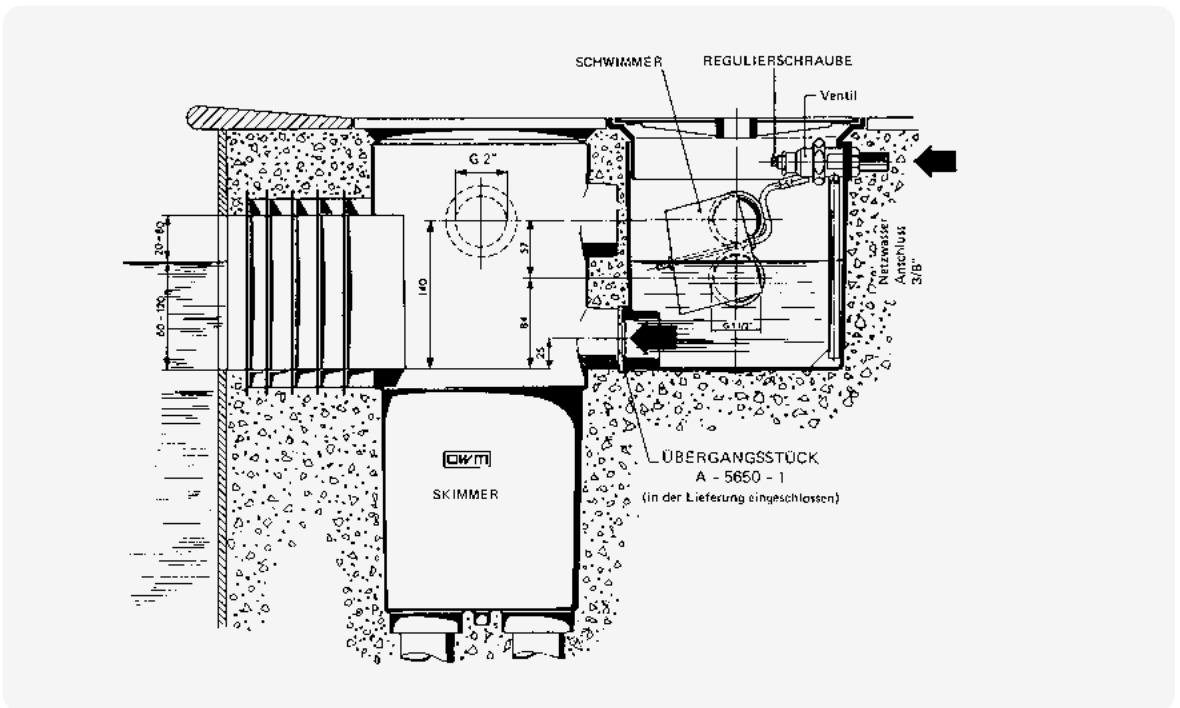 SCHWIMMER
REGULIERSCHRAUBE
Ventil
G 2"
20-80
60-120
140
57
84
25
G 1 1/2"
Netzwasser
Anschluss
3/8"
ÜBERGANGSSTÜCK
A - 5650 - 1
(in der Lieferung eingeschlossen)
OWM
SKIMMER